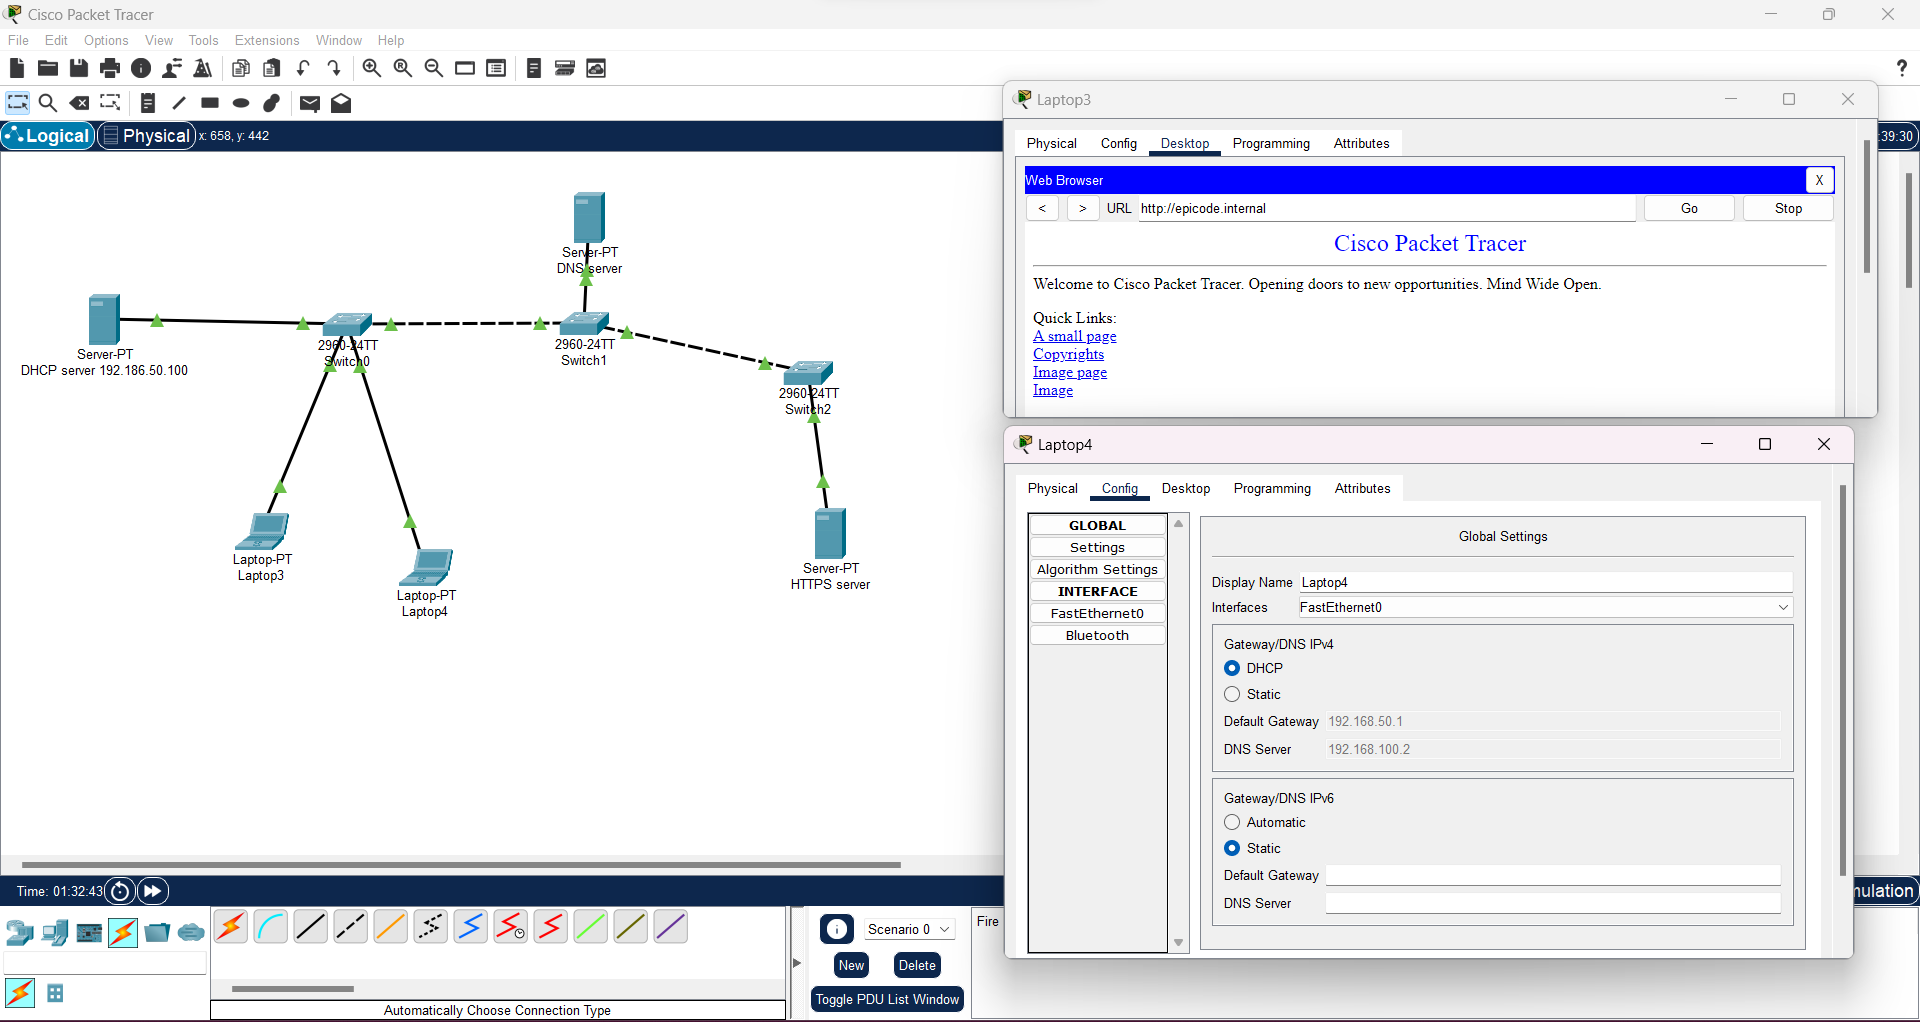 Cisco Packet Tracer
File Edit Options View Tools Extensions Window Help
?
Logical Physical x: 658, y: 442
:39:30
Server-PT
DNS server
Server-PT
DHCP server 192.186.50.100
2960-24TT
Switch0
2960-24TT
Switch1
2960-24TT
Switch2
Laptop-PT
Laptop3
Laptop-PT
Laptop4
Server-PT
HTTPS server
Laptop3
Physical Config Desktop Programming Attributes
Web Browser X
< > URL http://epicode.internal Go Stop
Cisco Packet Tracer
Welcome to Cisco Packet Tracer. Opening doors to new opportunities. Mind Wide Open.
Quick Links:
A small page
Copyrights
Image page
Image
Laptop4
Physical Config Desktop Programming Attributes
GLOBAL
Settings
Algorithm Settings
INTERFACE
FastEthernet0
Bluetooth
Global Settings
Display Name Laptop4
Interfaces FastEthernet0
Gateway/DNS IPv4
DHCP
Static
Default Gateway 192.168.50.1
DNS Server 192.168.100.2
Gateway/DNS IPv6
Automatic
Static
Default Gateway
DNS Server
Time: 01:32:43
nulation
Scenario 0
New Delete
Toggle PDU List Window
Fire
Automatically Choose Connection Type